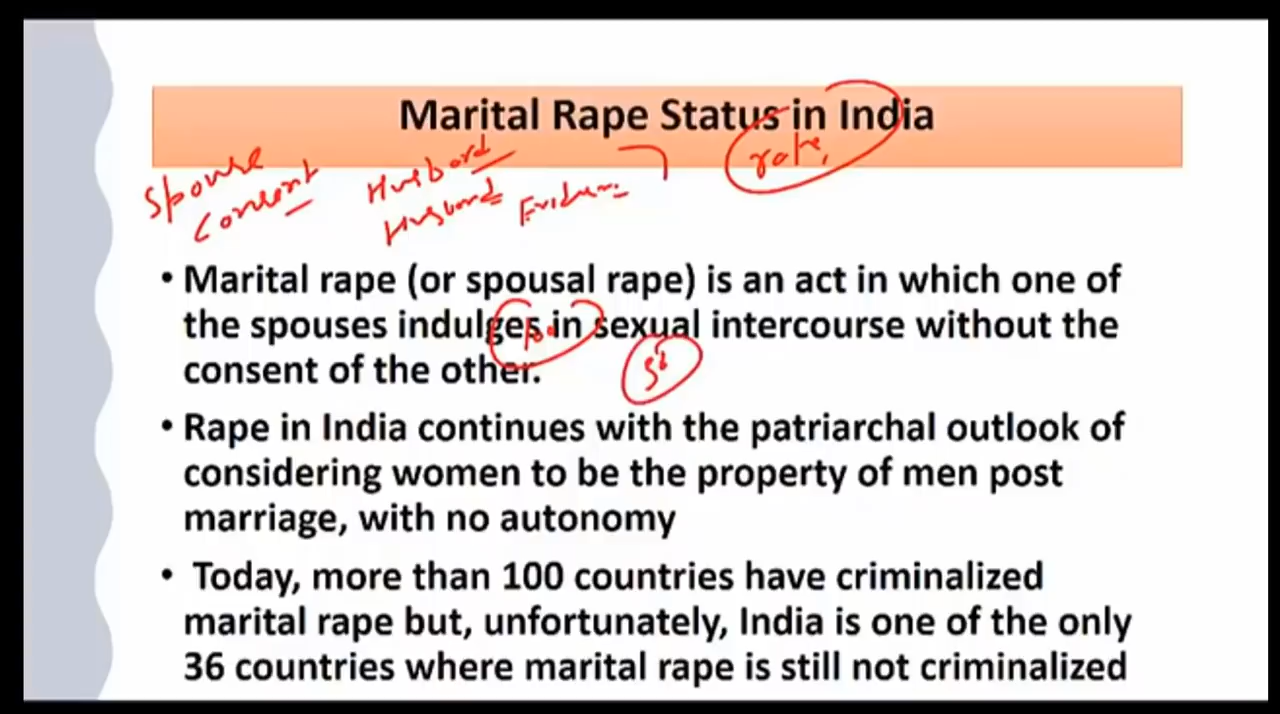 Marital Rape Status in India
Spouse
Consent
Husband
Husband
• Marital rape (or spousal rape) is an act in which one of
the spouses indulges in sexual intercourse without the
consent of the other.
• Rape in India continues with the patriarchal outlook of
considering women to be the property of men post
marriage, with no autonomy
• Today, more than 100 countries have criminalized
marital rape but, unfortunately, India is one of the only
36 countries where marital rape is still not criminalized